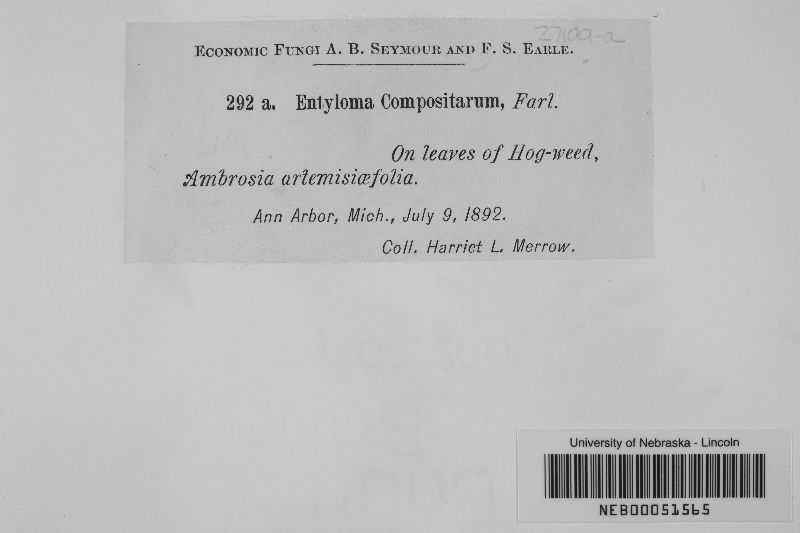 27109-a
ECONOMIC FUNGI A. B. SEYMOUR AND F. S. EARLE.
292 a. Entyloma Compositarum, Farl.
On leaves of Hog-weed,
Ambrosia artemisiæfolia.
Ann Arbor, Mich., July 9, 1892.
Coll. Harriet L. Merrow.
University of Nebraska - Lincoln
NEB00051565